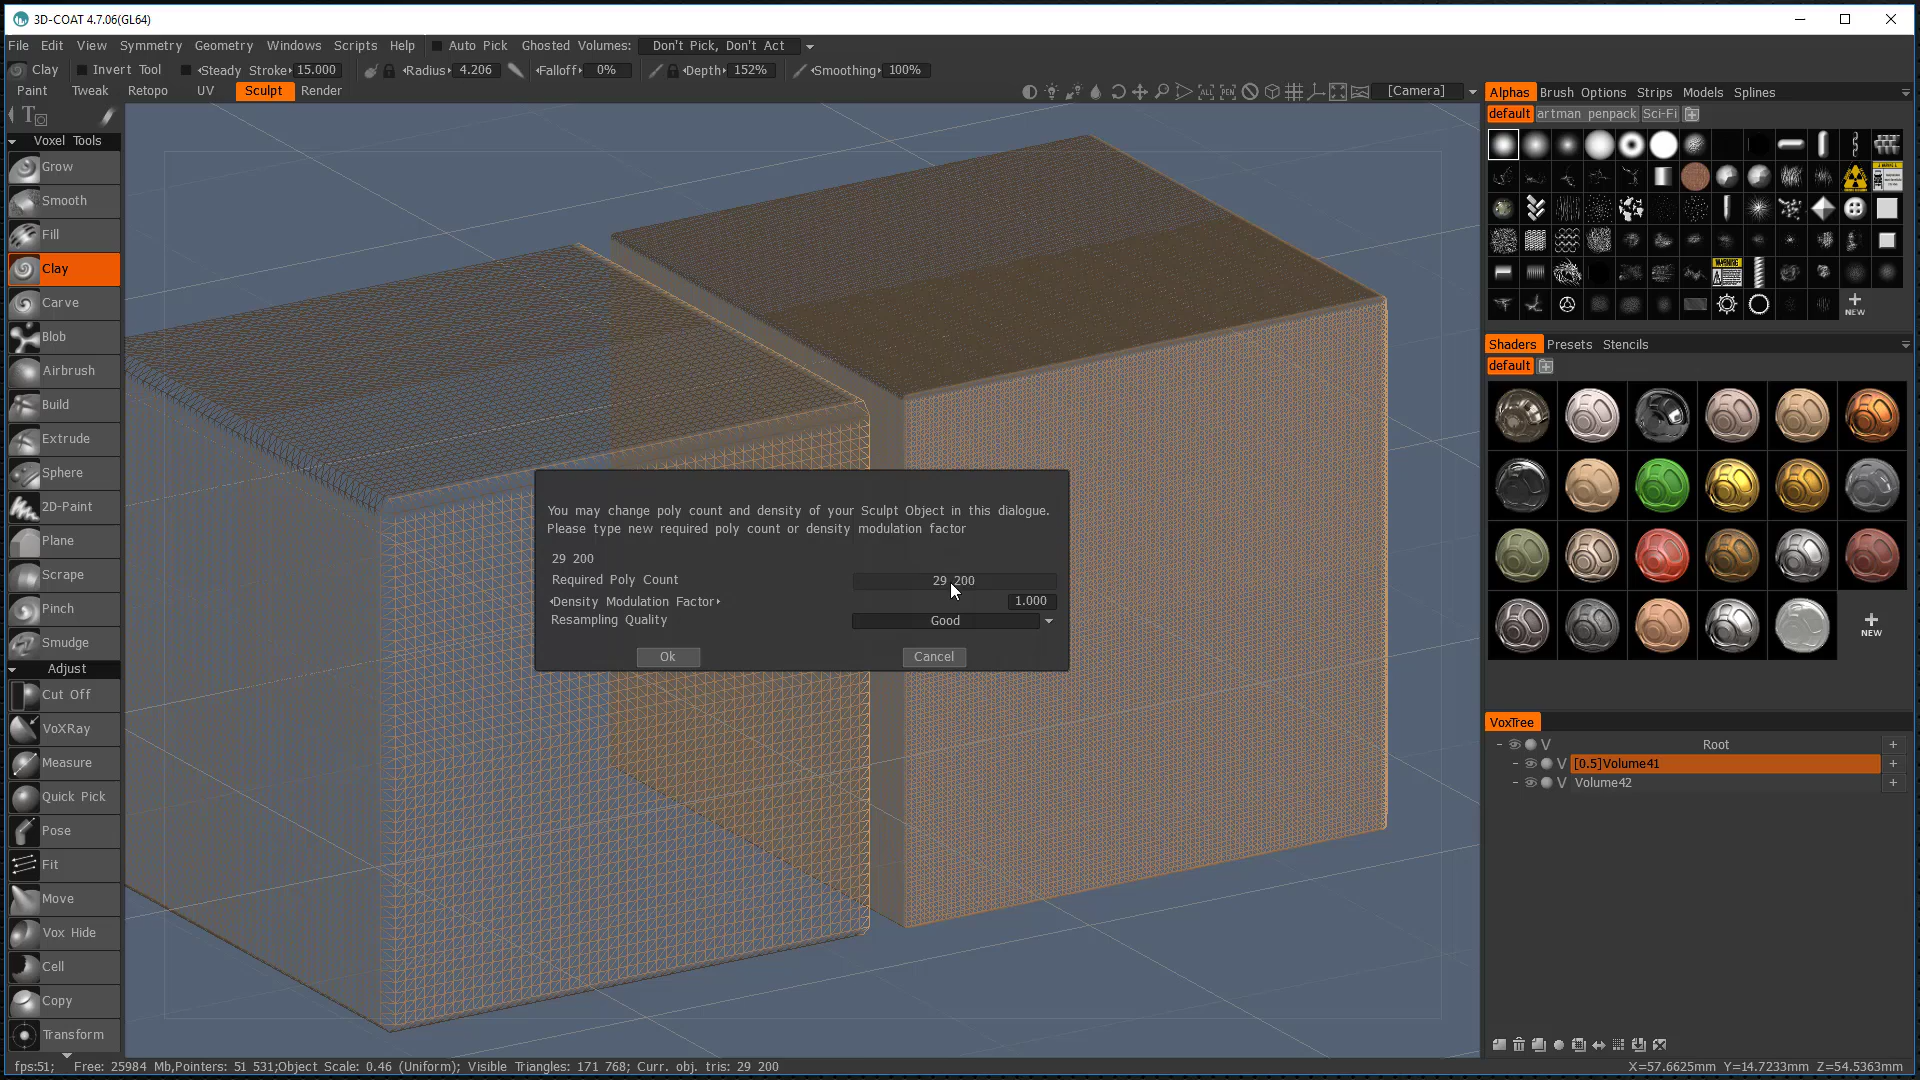 3D-COAT 4.7.06(GL64)
File Edit View Symmetry Geometry Windows Scripts Help Auto Pick Ghosted Volumes: Don't Pick, Don't Act
Clay Invert Tool Steady Stroke 15.000 Radius 4.206 Falloff 0% Depth 152% Smoothing 100%
Paint Tweak Retopo UV Sculpt Render ALL PEN [Camera]
Voxel Tools
Grow
Smooth
Fill
Clay
Carve
Blob
Airbrush
Build
Extrude
Sphere
2D-Paint
Plane
Scrape
Pinch
Smudge
Adjust
Cut Off
VoXRay
Measure
Quick Pick
Pose
Fit
Move
Vox Hide
Cell
Copy
Transform
You may change poly count and density of your Sculpt Object in this dialogue.
Please type new required poly count or density modulation factor
29 200
Required Poly Count 29 200
Density Modulation Factor 1.000
Resampling Quality Good
Ok Cancel
Alphas Brush Options Strips Models Splines
default artman penpack Sci-Fi
WARNING
NEW
Shaders Presets Stencils
default
NEW
VoxTree
Root
[0.5]Volume41
Volume42
fps:51; Free: 25984 Mb,Pointers: 51 531;Object Scale: 0.46 (Uniform); Visible Triangles: 171 768; Curr. obj. tris: 29 200
X=57.6625mm Y=14.7233mm Z=54.5363mm